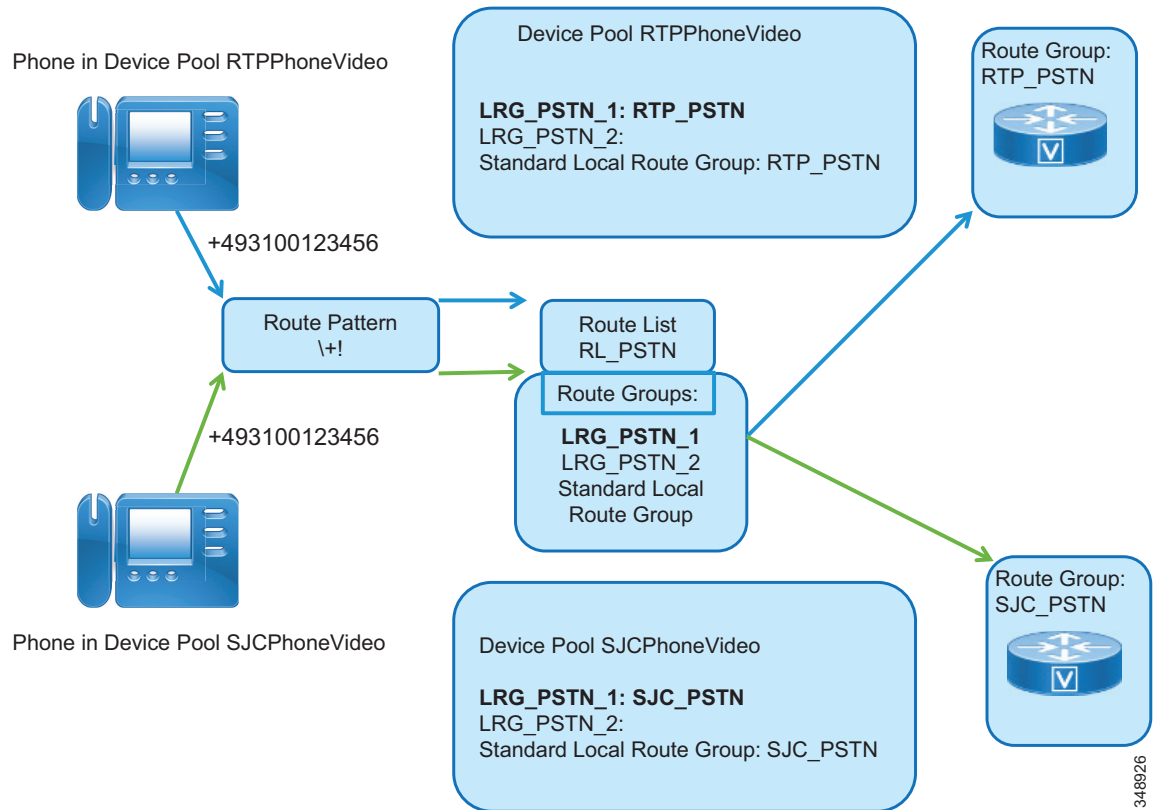 Phone in Device Pool RTPPhoneVideo
Device Pool RTPPhoneVideo
LRG_PSTN_1: RTP_PSTN
LRG_PSTN_2:
Standard Local Route Group: RTP_PSTN
Route Group:
RTP_PSTN
V
+493100123456
Route Pattern
\+!
Route List
RL_PSTN
Route Groups:
LRG_PSTN_1
LRG_PSTN_2
Standard Local
Route Group
+493100123456
Phone in Device Pool SJCPhoneVideo
Device Pool SJCPhoneVideo
LRG_PSTN_1: SJC_PSTN
LRG_PSTN_2:
Standard Local Route Group: SJC_PSTN
Route Group:
SJC_PSTN
V
348926